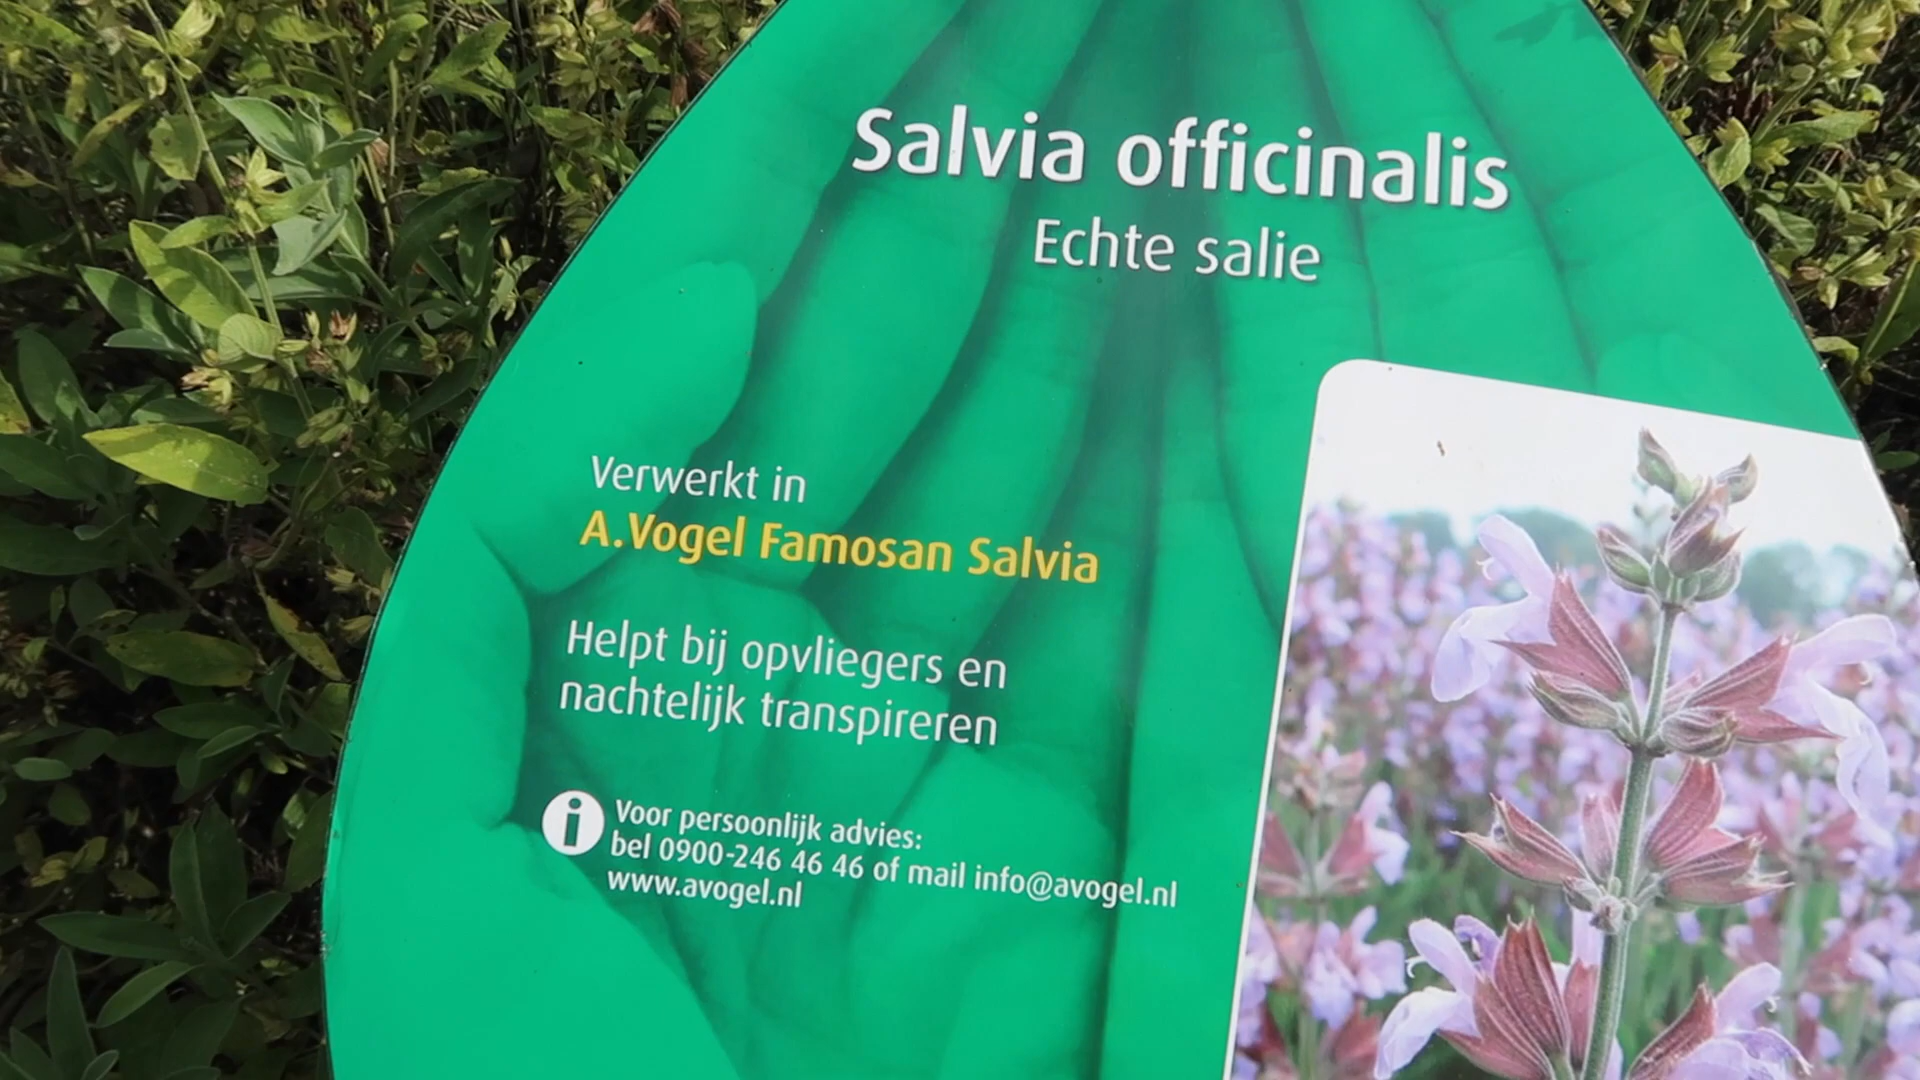 Salvia officinalis
Echte salie
Verwerkt in
A.Vogel Famosan Salvia
Helpt bij opvliegers en
nachtelijk transpireren
i Voor persoonlijk advies:
bel 0900-246 46 46 of mail info@avogel.nl
www.avogel.nl